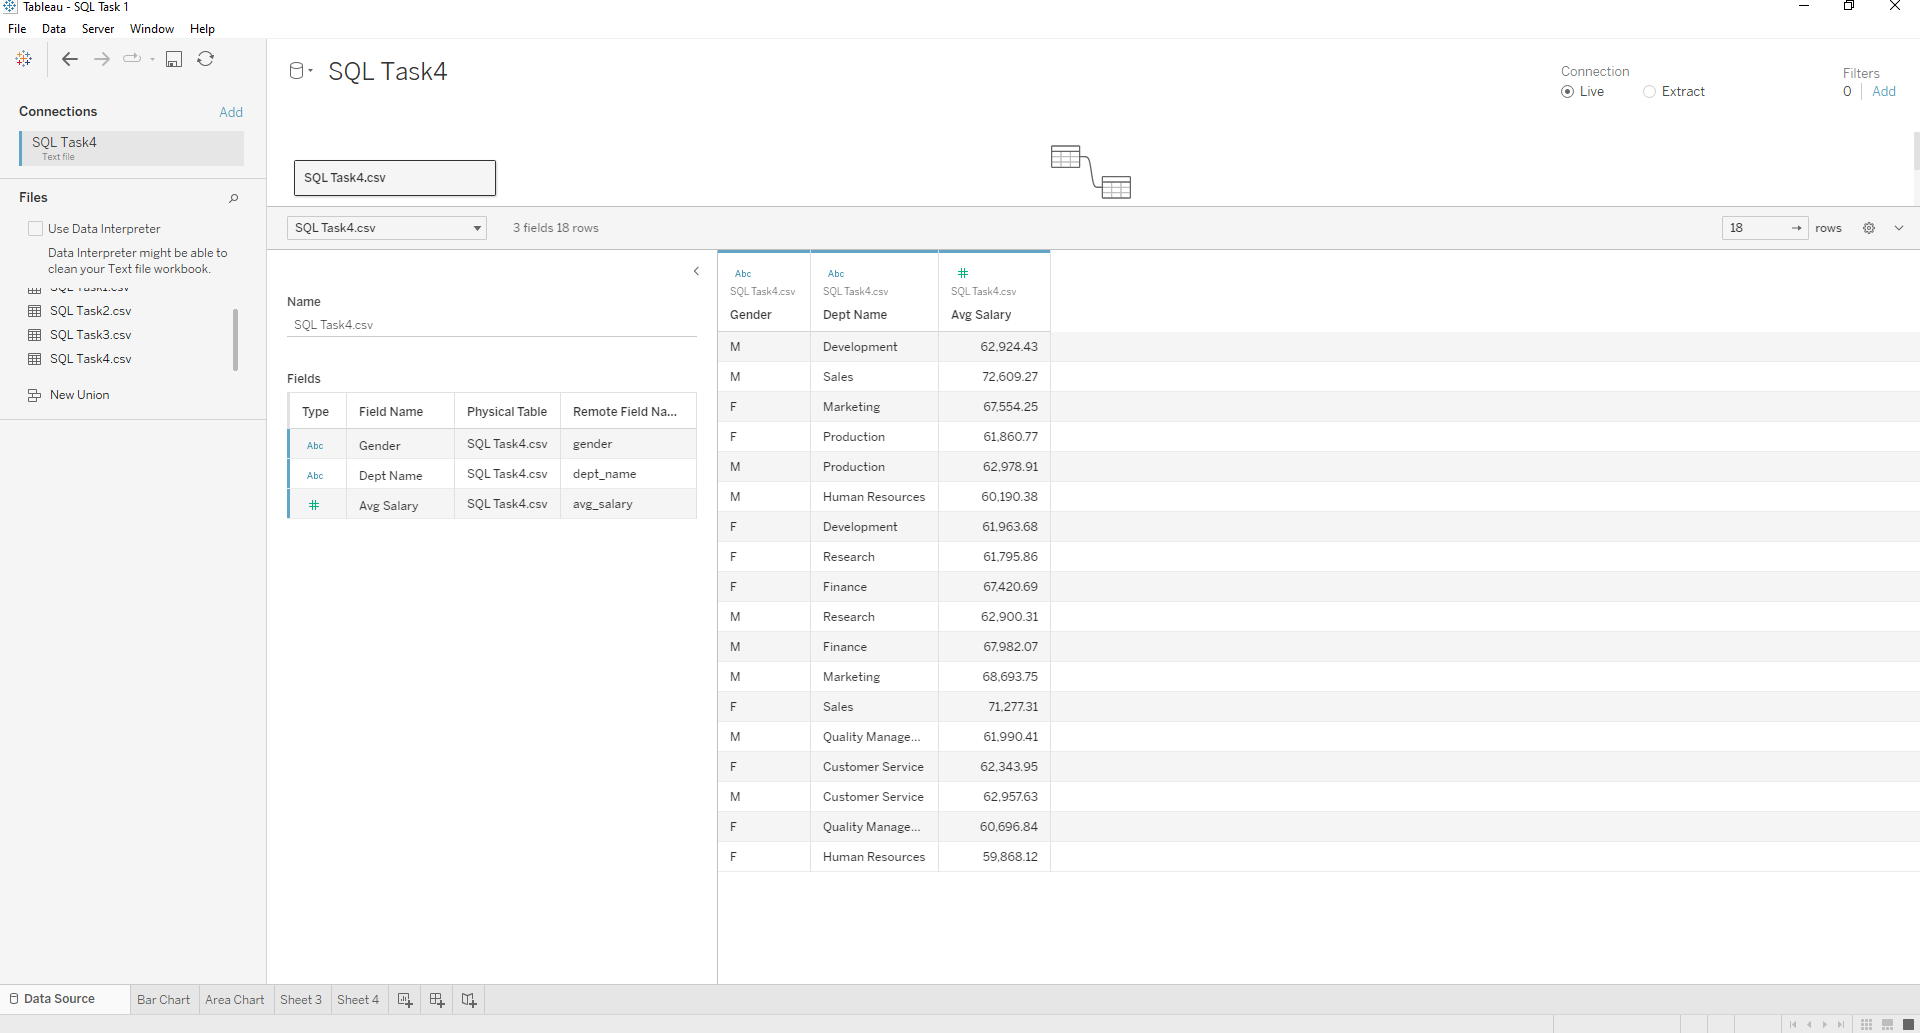 Tableau - SQL Task 1
File Data Server Window Help
SQL Task4
Connection
Live Extract
Filters
0 Add
Connections Add
SQL Task4
Text file
SQL Task4.csv
Files
Use Data Interpreter
Data Interpreter might be able to
clean your Text file workbook.
SQL Task1.csv
SQL Task2.csv
SQL Task3.csv
SQL Task4.csv
New Union
SQL Task4.csv 3 fields 18 rows 18 rows
Name
SQL Task4.csv
Fields
Type Field Name Physical Table Remote Field Na...
Abc Gender SQL Task4.csv gender
Abc Dept Name SQL Task4.csv dept_name
# Avg Salary SQL Task4.csv avg_salary
Abc Abc #
SQL Task4.csv SQL Task4.csv SQL Task4.csv
Gender Dept Name Avg Salary
M Development 62,924.43
M Sales 72,609.27
F Marketing 67,554.25
F Production 61,860.77
M Production 62,978.91
M Human Resources 60,190.38
F Development 61,963.68
F Research 61,795.86
F Finance 67,420.69
M Research 62,900.31
M Finance 67,982.07
M Marketing 68,693.75
F Sales 71,277.31
M Quality Manage... 61,990.41
F Customer Service 62,343.95
M Customer Service 62,957.63
F Quality Manage... 60,696.84
F Human Resources 59,868.12
Data Source Bar Chart Area Chart Sheet 3 Sheet 4